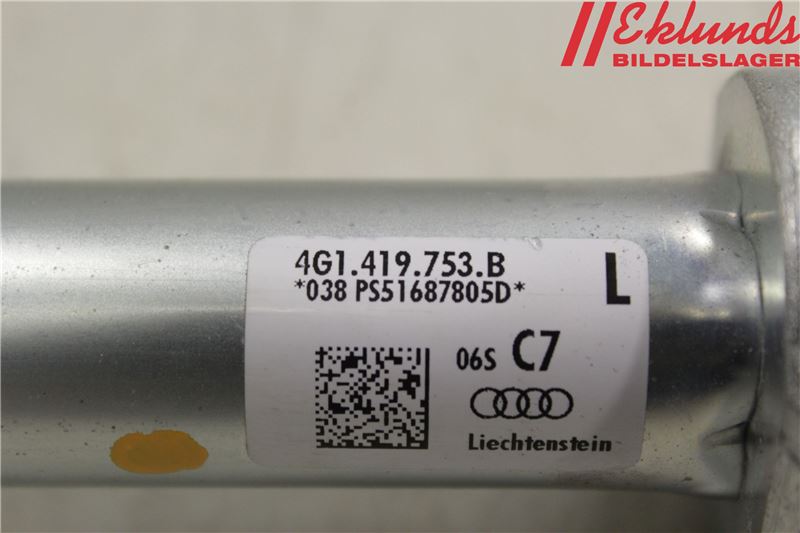 Eklunds
BILDELSLAGER
4G1.419.753.B
L
*038 PS51687805D*
06S C7
Liechtenstein